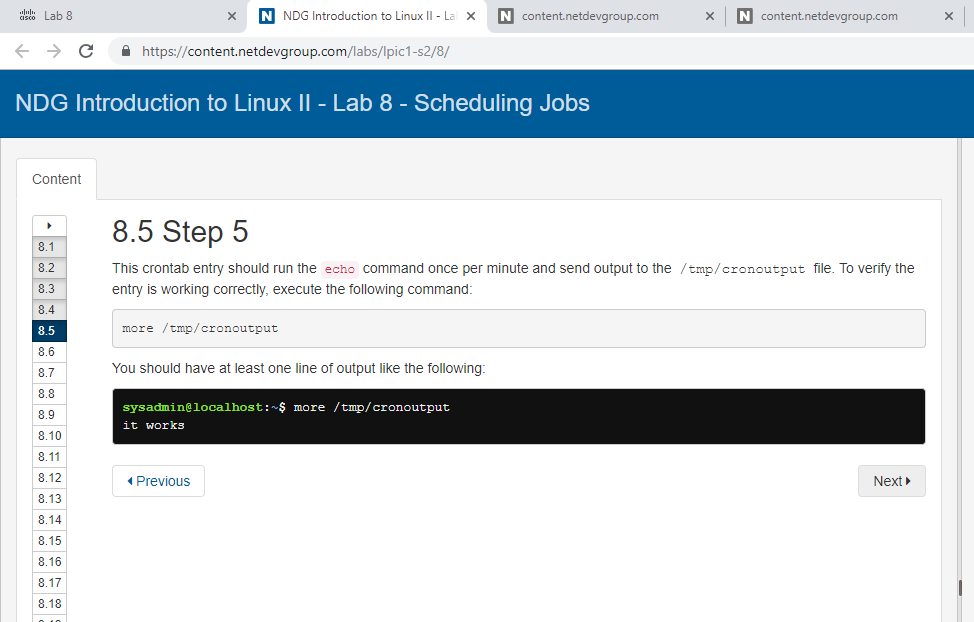 Lab 8
NDG Introduction to Linux II - La
content.netdevgroup.com
content.netdevgroup.com
https://content.netdevgroup.com/labs/lpic1-s2/8/
NDG Introduction to Linux II - Lab 8 - Scheduling Jobs
Content
8.1
8.2
8.3
8.4
8.5
8.6
8.7
8.8
8.9
8.10
8.11
8.12
8.13
8.14
8.15
8.16
8.17
8.18
8.5 Step 5
This crontab entry should run the echo command once per minute and send output to the /tmp/cronoutput file. To verify the
entry is working correctly, execute the following command:
more /tmp/cronoutput
You should have at least one line of output like the following:
sysadmin@localhost:~$ more /tmp/cronoutput
it works
Previous
Next